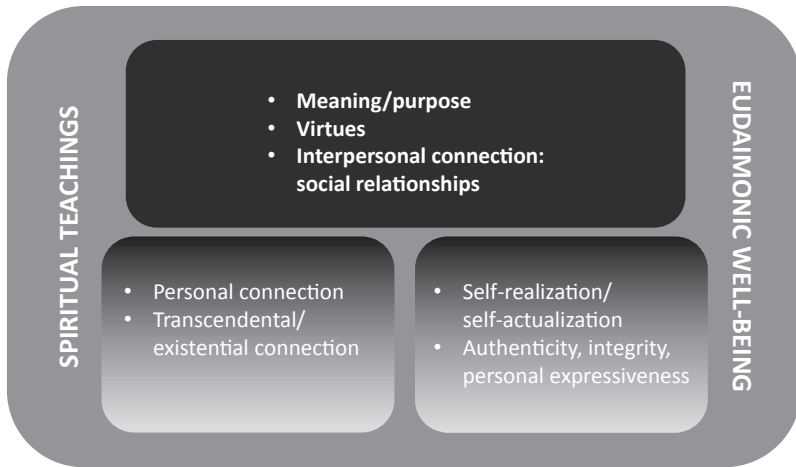 SPIRITUAL TEACHINGS
• Meaning/purpose
• Virtues
• Interpersonal connection:
social relationships
• Personal connection
• Transcendental/
existential connection
• Self-realization/
self-actualization
• Authenticity, integrity,
personal expressiveness
EUDAIMONIC WELL-BEING